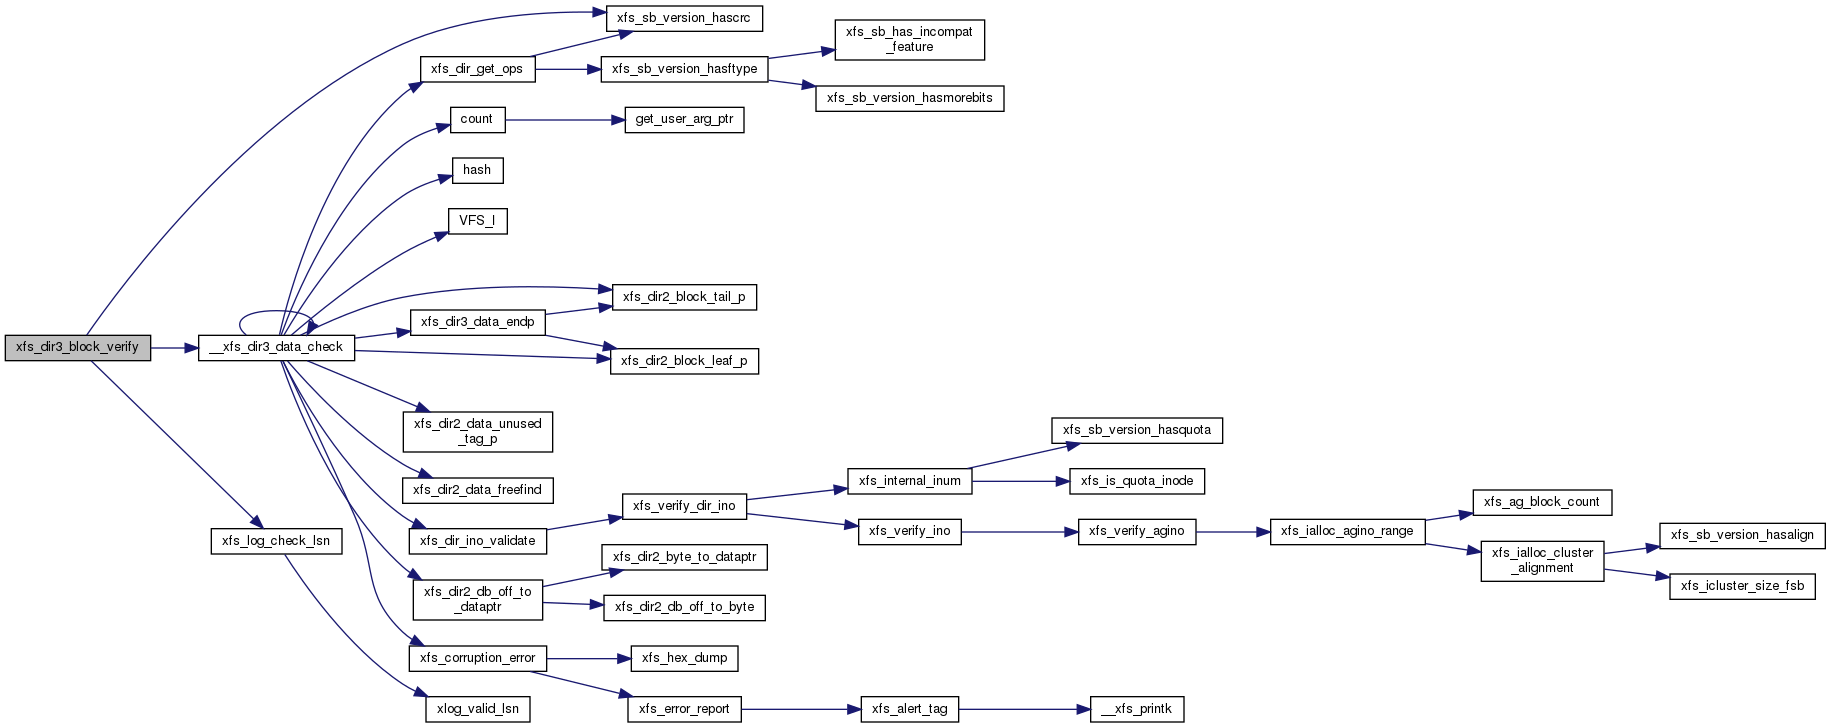 xfs_sb_version_hascrc
xfs_sb_has_incompat
_feature
xfs_dir_get_ops
xfs_sb_version_hasftype
xfs_sb_version_hasmorebits
count
get_user_arg_ptr
hash
VFS_I
xfs_dir2_block_tail_p
xfs_dir3_data_endp
xfs_dir3_block_verify
__xfs_dir3_data_check
xfs_dir2_block_leaf_p
xfs_dir2_data_unused
_tag_p
xfs_sb_version_hasquota
xfs_dir2_data_freefind
xfs_internal_inum
xfs_is_quota_inode
xfs_verify_dir_ino
xfs_ag_block_count
xfs_log_check_lsn
xfs_dir_ino_validate
xfs_verify_ino
xfs_verify_agino
xfs_ialloc_agino_range
xfs_sb_version_hasalign
xfs_ialloc_cluster
_alignment
xfs_dir2_byte_to_dataptr
xfs_icluster_size_fsb
xfs_dir2_db_off_to
_dataptr
xfs_dir2_db_off_to_byte
xfs_corruption_error
xfs_hex_dump
xlog_valid_lsn
xfs_error_report
xfs_alert_tag
__xfs_printk